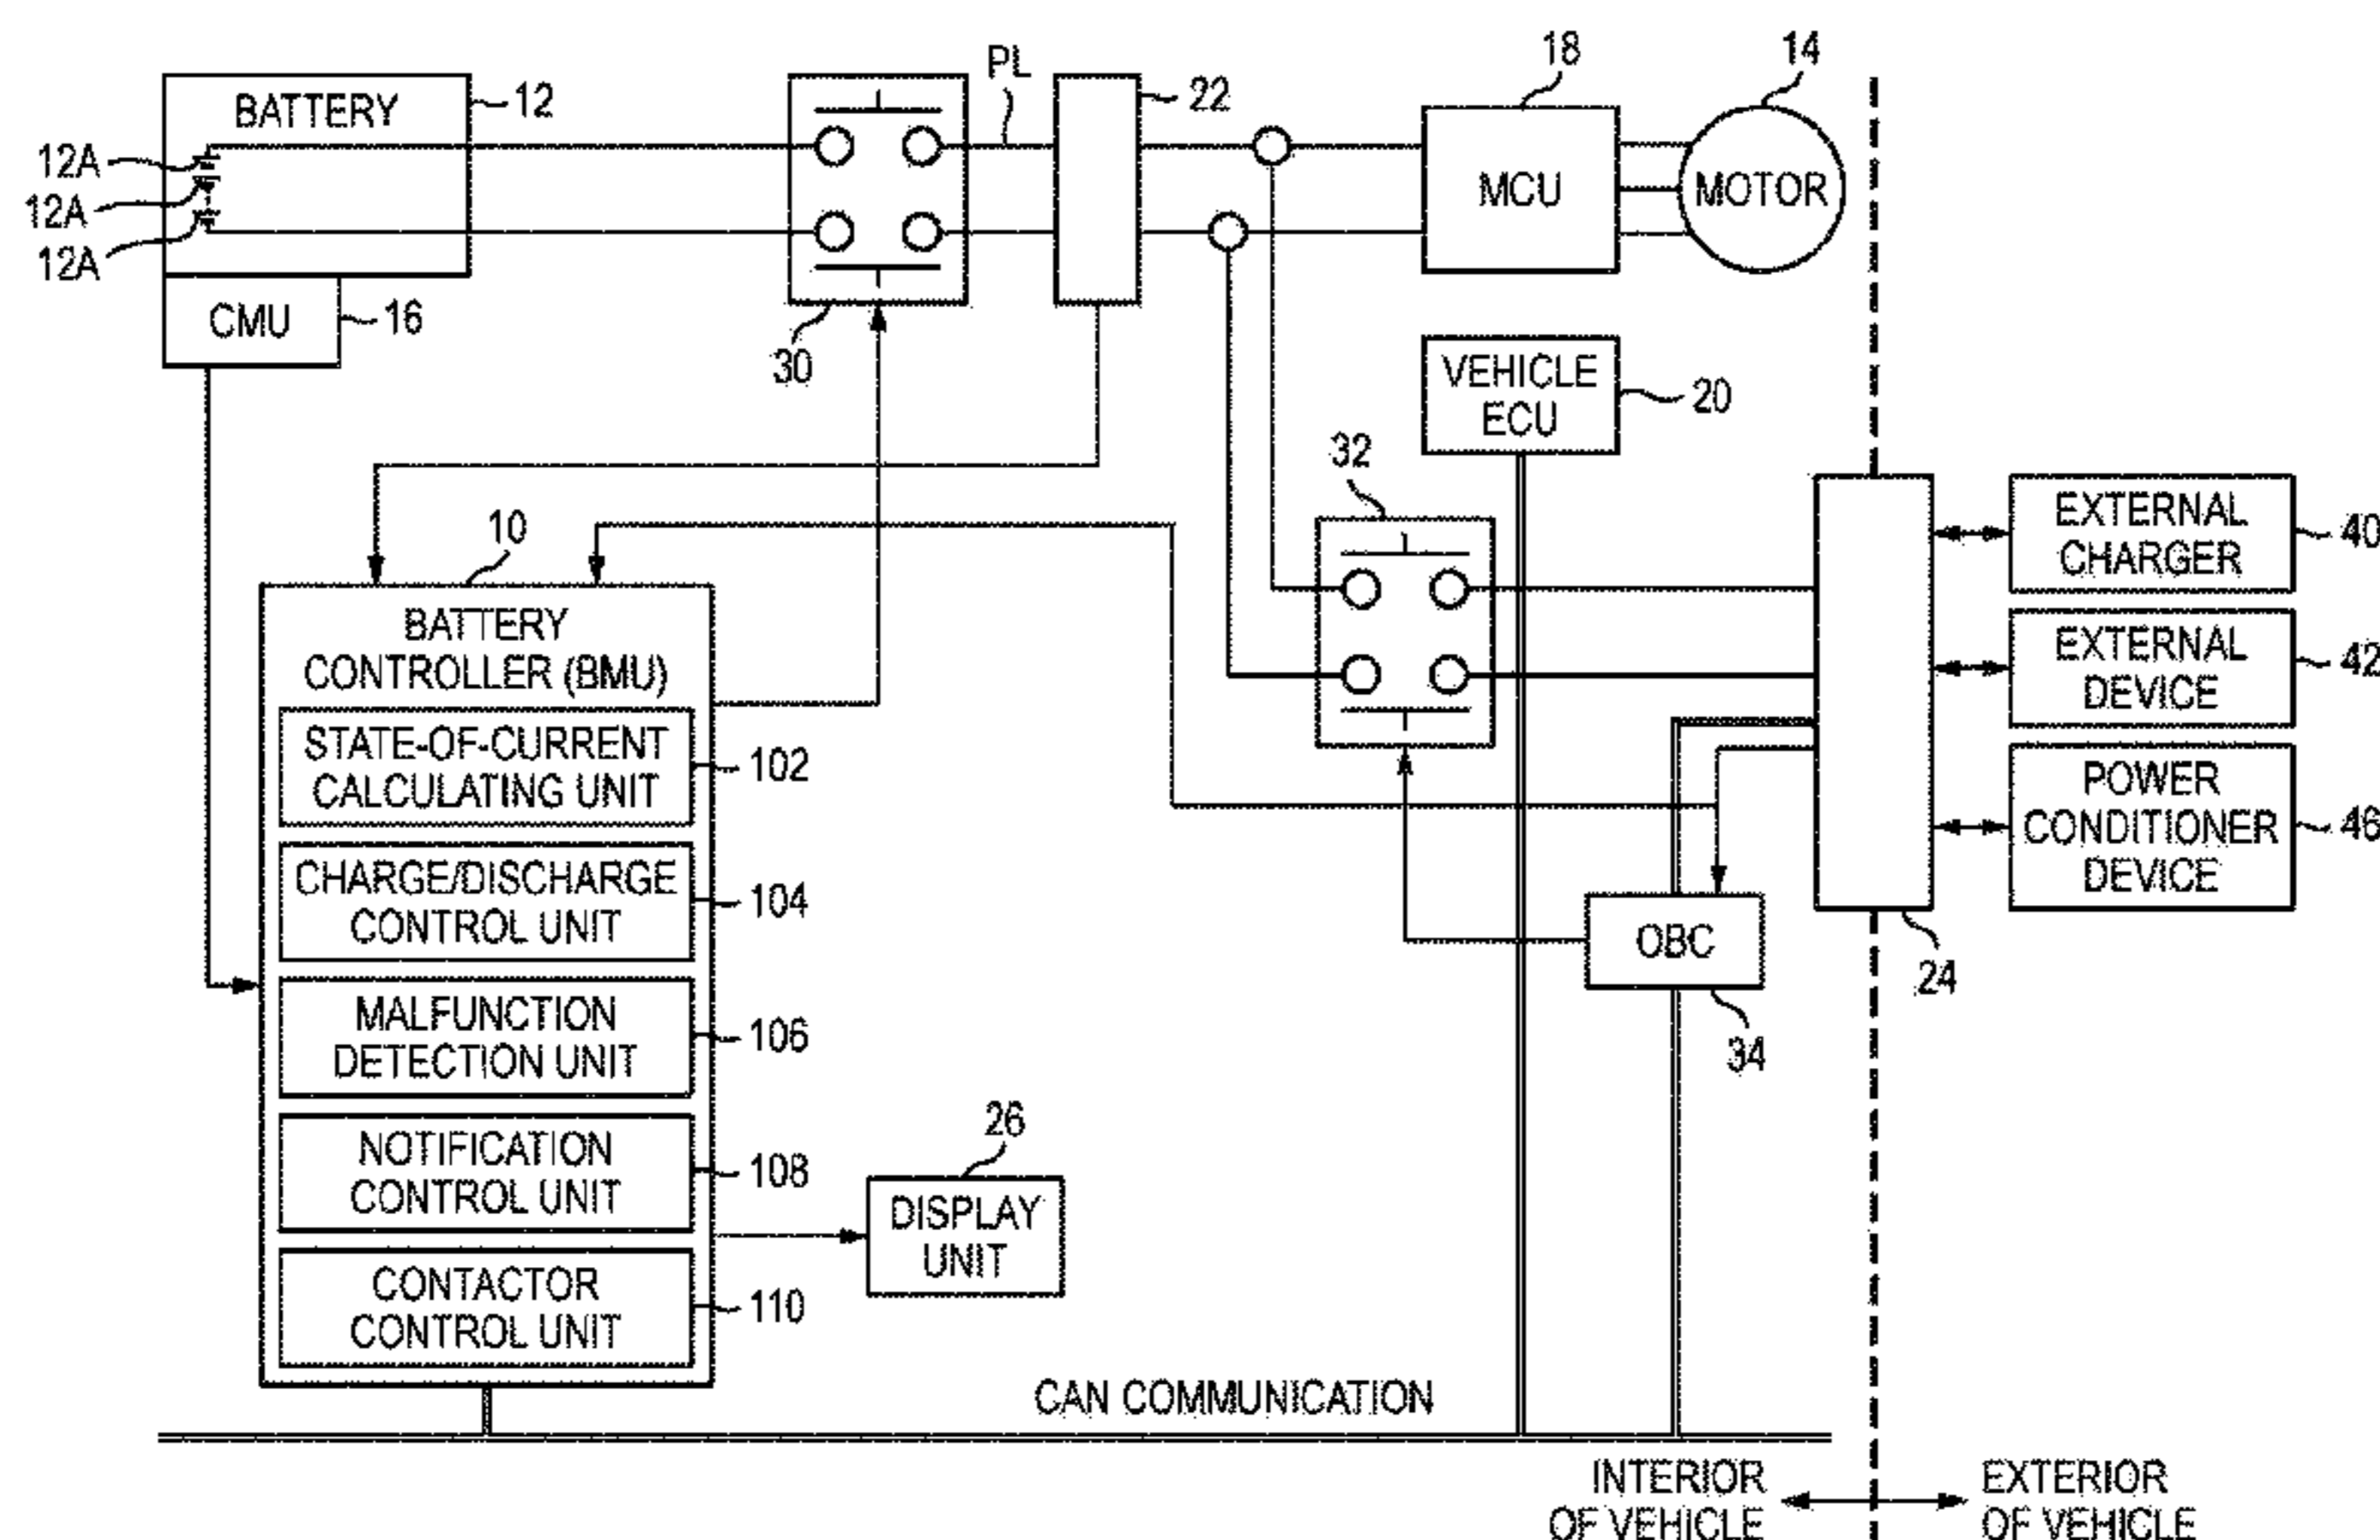 BATTERY
12
12A
12A
12A
CMU
16
30
PL
22
18
MCU
14
MOTOR
VEHICLE
ECU
20
32
10
BATTERY
CONTROLLER (BMU)
STATE-OF-CURRENT
CALCULATING UNIT
102
CHARGE/DISCHARGE
CONTROL UNIT
104
MALFUNCTION
DETECTION UNIT
106
NOTIFICATION
CONTROL UNIT
108
CONTACTOR
CONTROL UNIT
110
26
DISPLAY
UNIT
OBC
34
24
EXTERNAL
CHARGER
40
EXTERNAL
DEVICE
42
POWER
CONDITIONER
DEVICE
46
CAN COMMUNICATION
INTERIOR
OF VEHICLE
EXTERIOR
OF VEHICLE